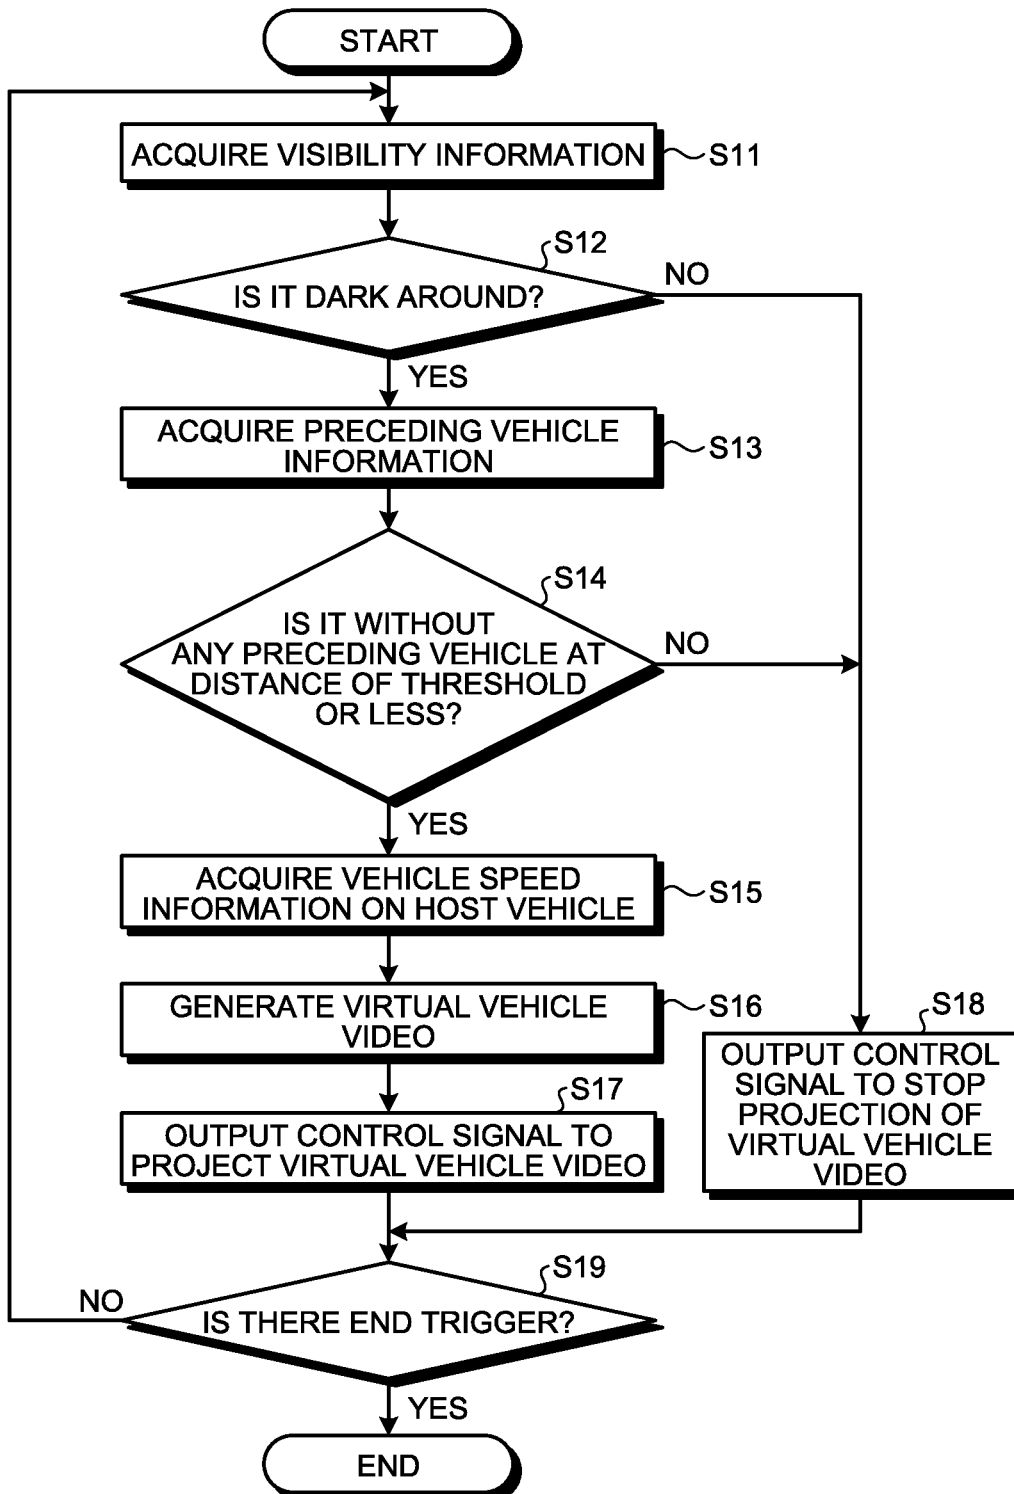 START
ACQUIRE VISIBILITY INFORMATION
S11
S12
IS IT DARK AROUND?
NO
YES
ACQUIRE PRECEDING VEHICLE
INFORMATION
S13
S14
IS IT WITHOUT
ANY PRECEDING VEHICLE AT
DISTANCE OF THRESHOLD
OR LESS?
NO
YES
ACQUIRE VEHICLE SPEED
INFORMATION ON HOST VEHICLE
S15
GENERATE VIRTUAL VEHICLE
VIDEO
S16
S17
OUTPUT CONTROL SIGNAL TO
PROJECT VIRTUAL VEHICLE VIDEO
S18
OUTPUT CONTROL
SIGNAL TO STOP
PROJECTION OF
VIRTUAL VEHICLE
VIDEO
S19
IS THERE END TRIGGER?
NO
YES
END